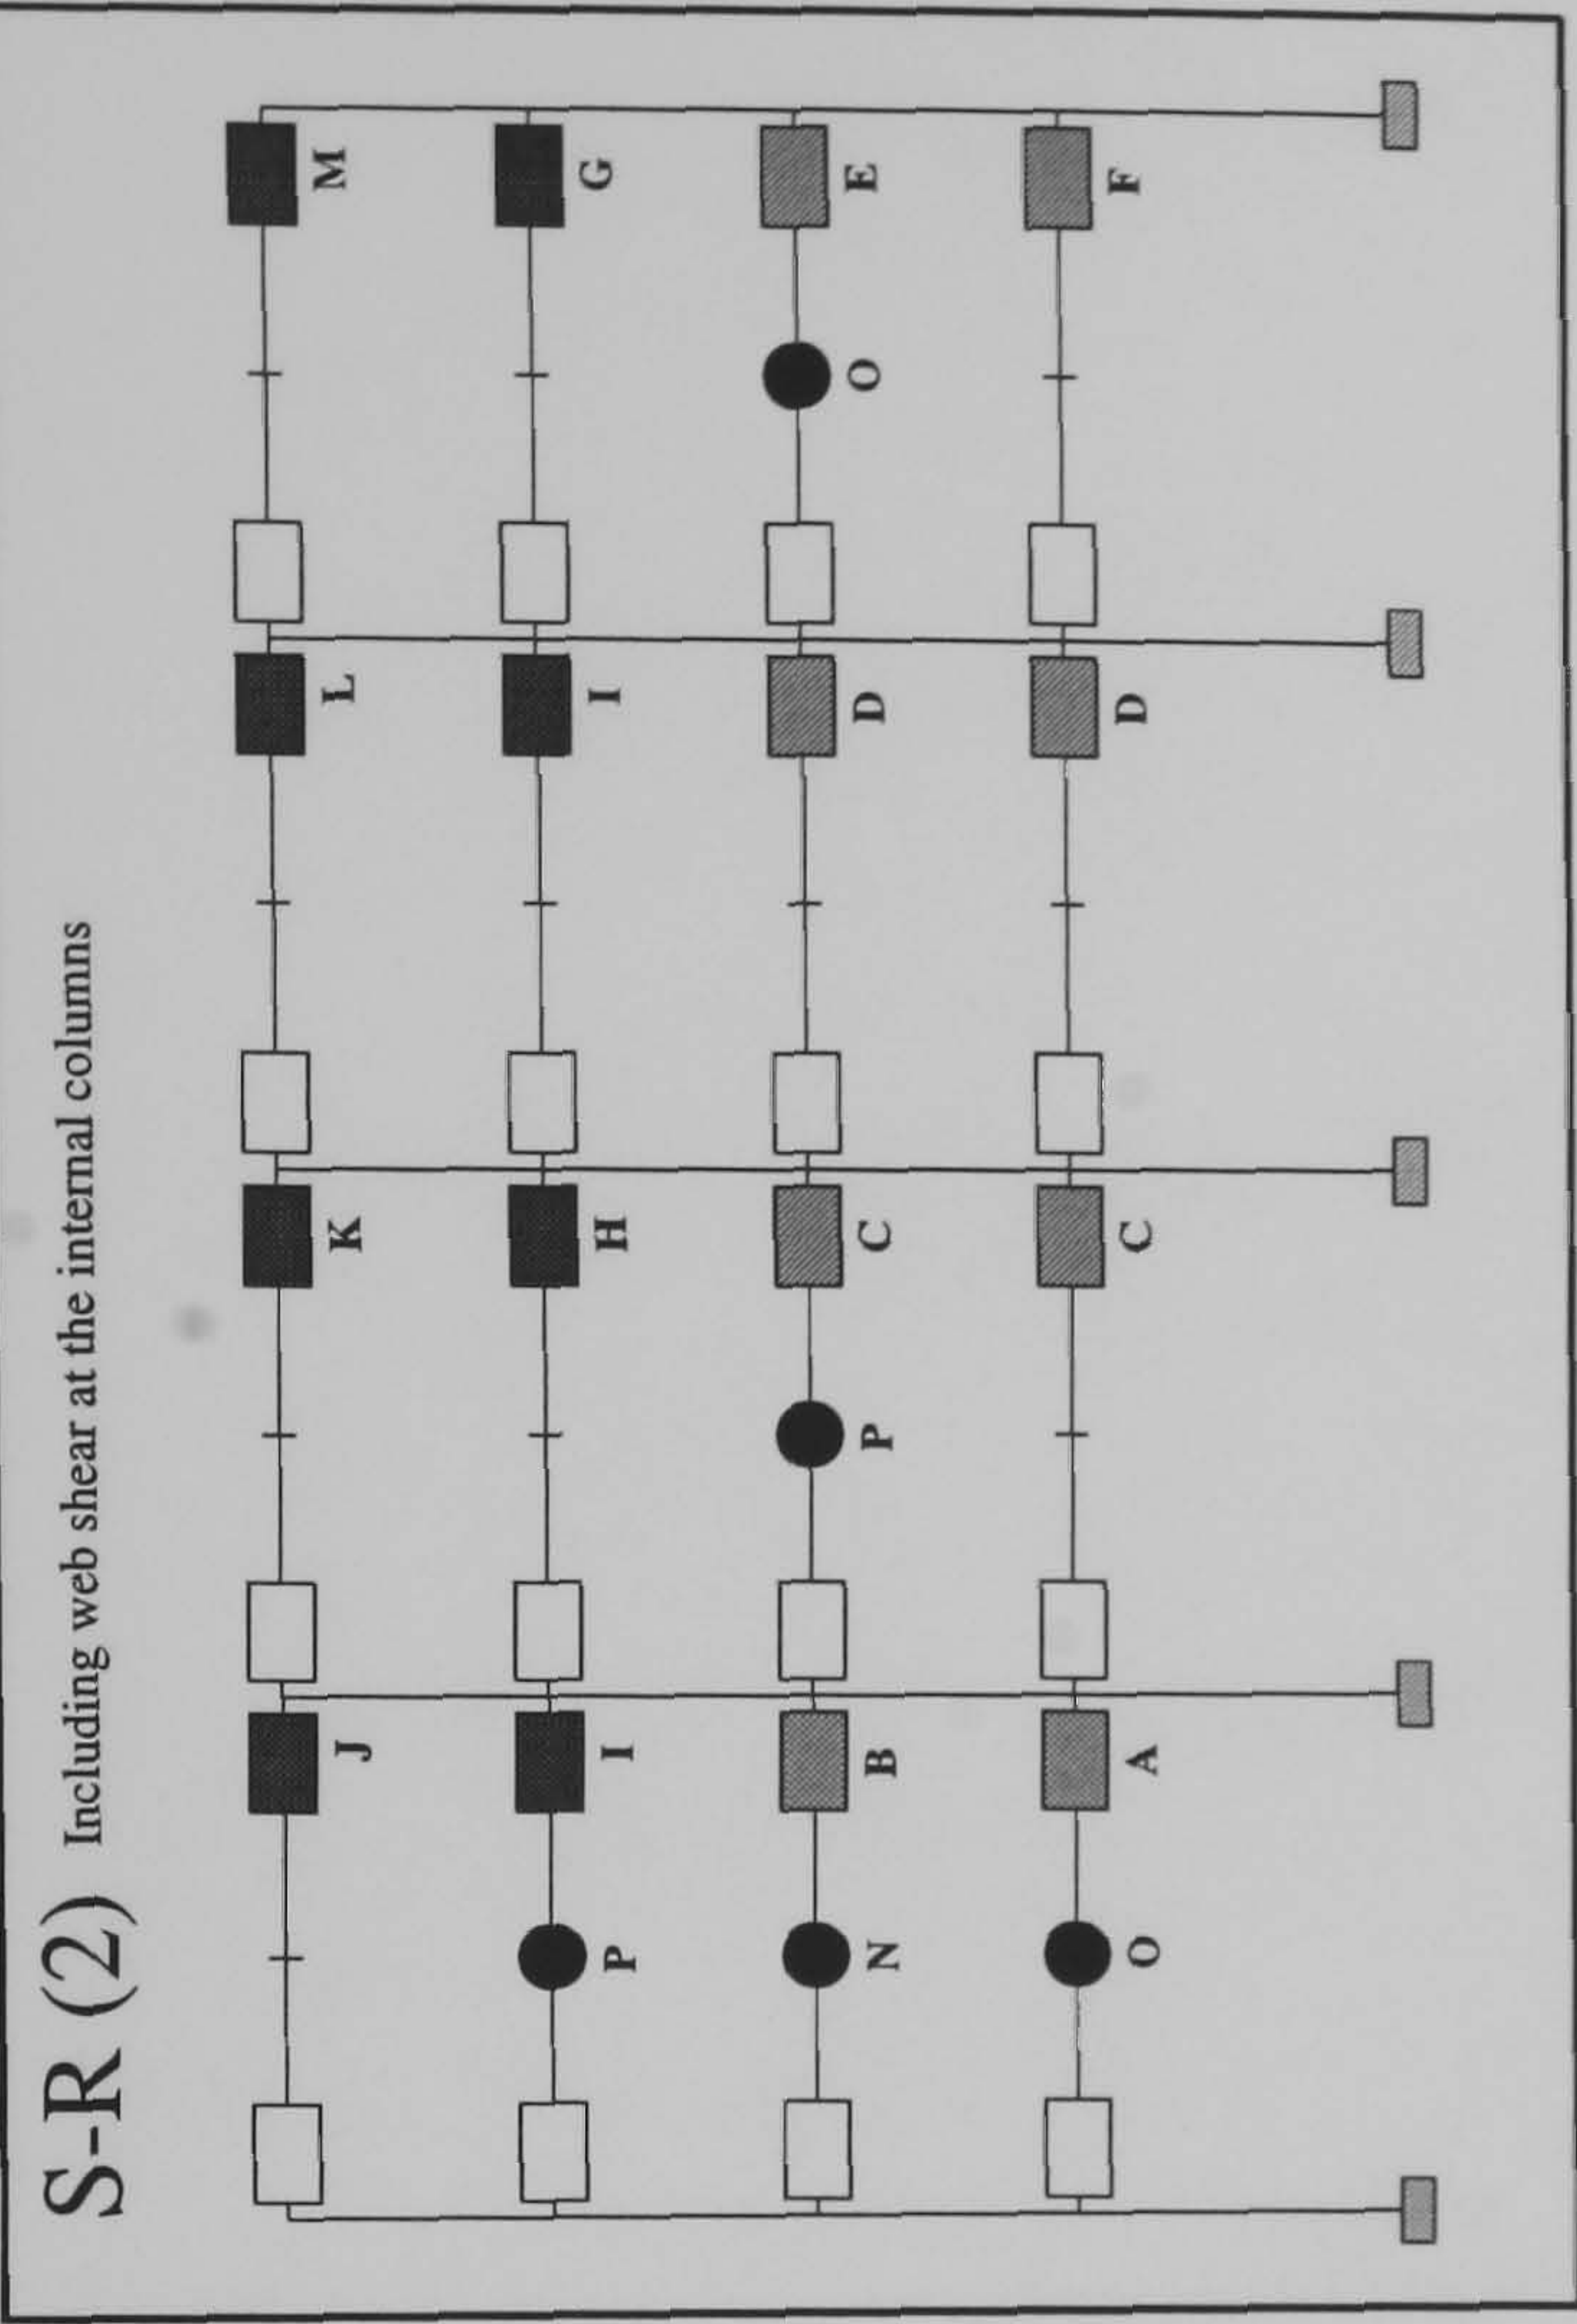 S-R (2) Including web shear at the internal columns
J K L M
P
I H I G
N P O
B C D E
O
A C D F